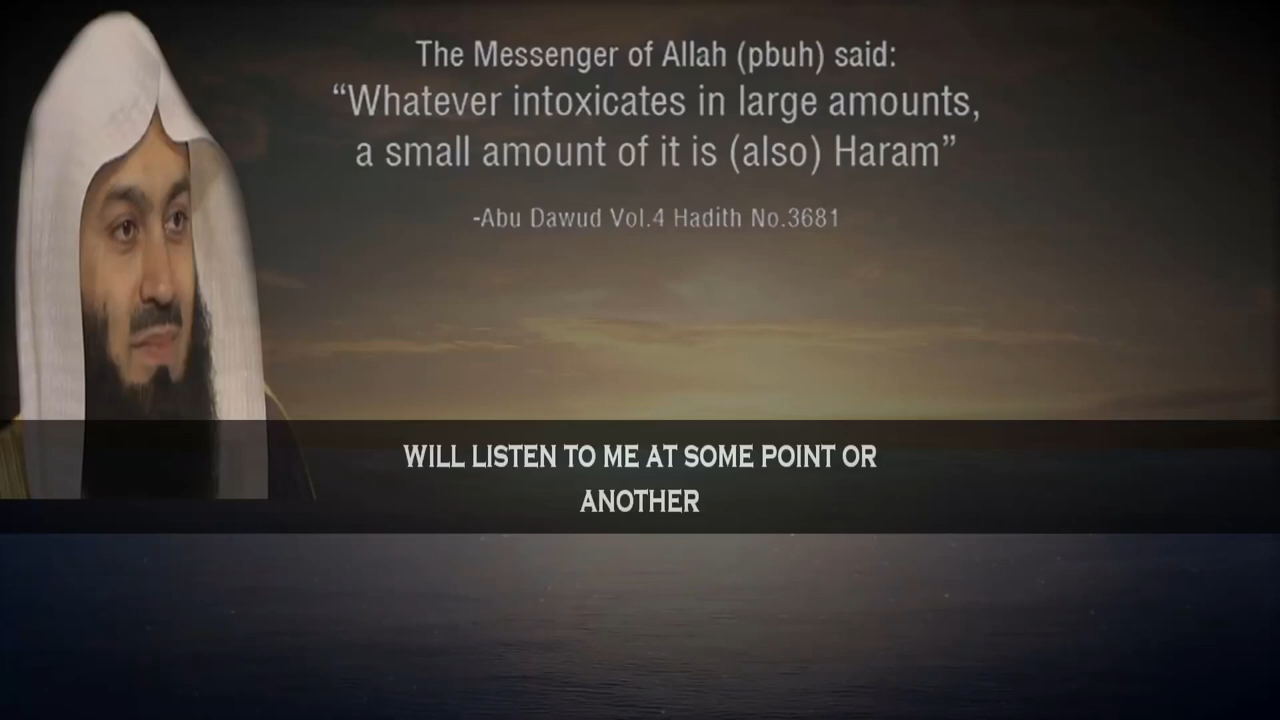 The Messenger of Allah (pbuh) said:
“Whatever intoxicates in large amounts,
a small amount of it is (also) Haram”
-Abu Dawud Vol.4 Hadith No.3681
WILL LISTEN TO ME AT SOME POINT OR
ANOTHER